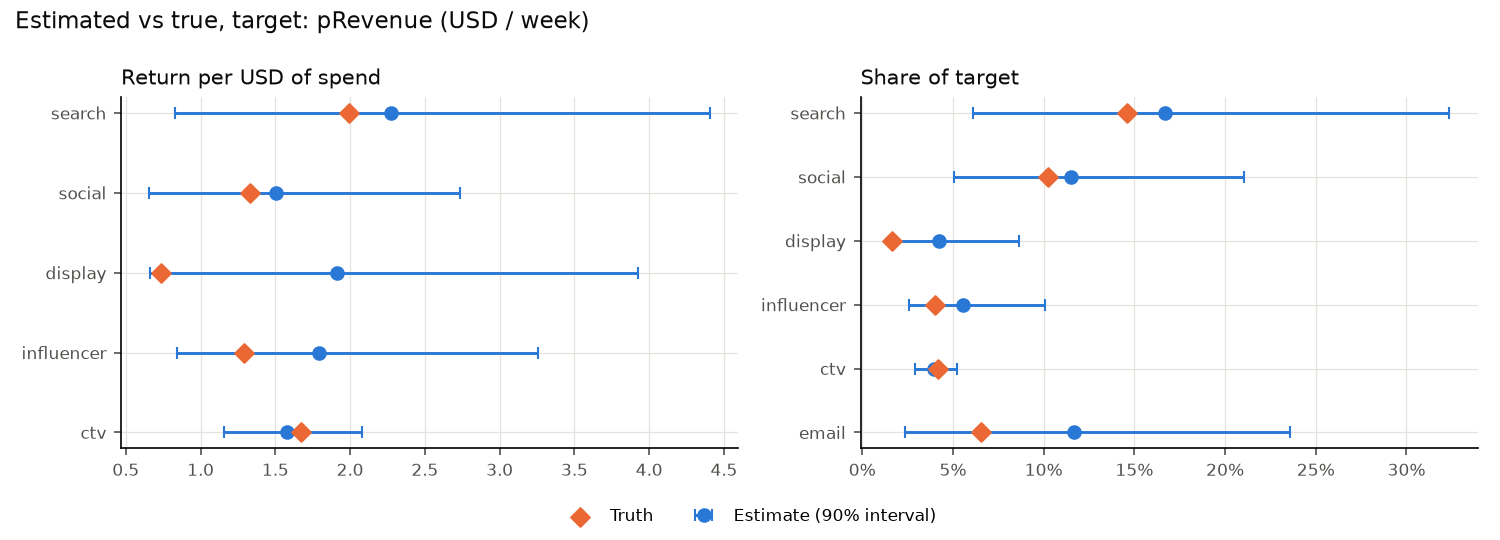 Estimated vs true, target: pRevenue (USD / week)
Return per USD of spend
search
social
display
influencer
ctv
0.5 1.0 1.5 2.0 2.5 3.0 3.5 4.0 4.5
Share of target
search
social
display
influencer
ctv
email
0% 5% 10% 15% 20% 25% 30%
Truth Estimate (90% interval)